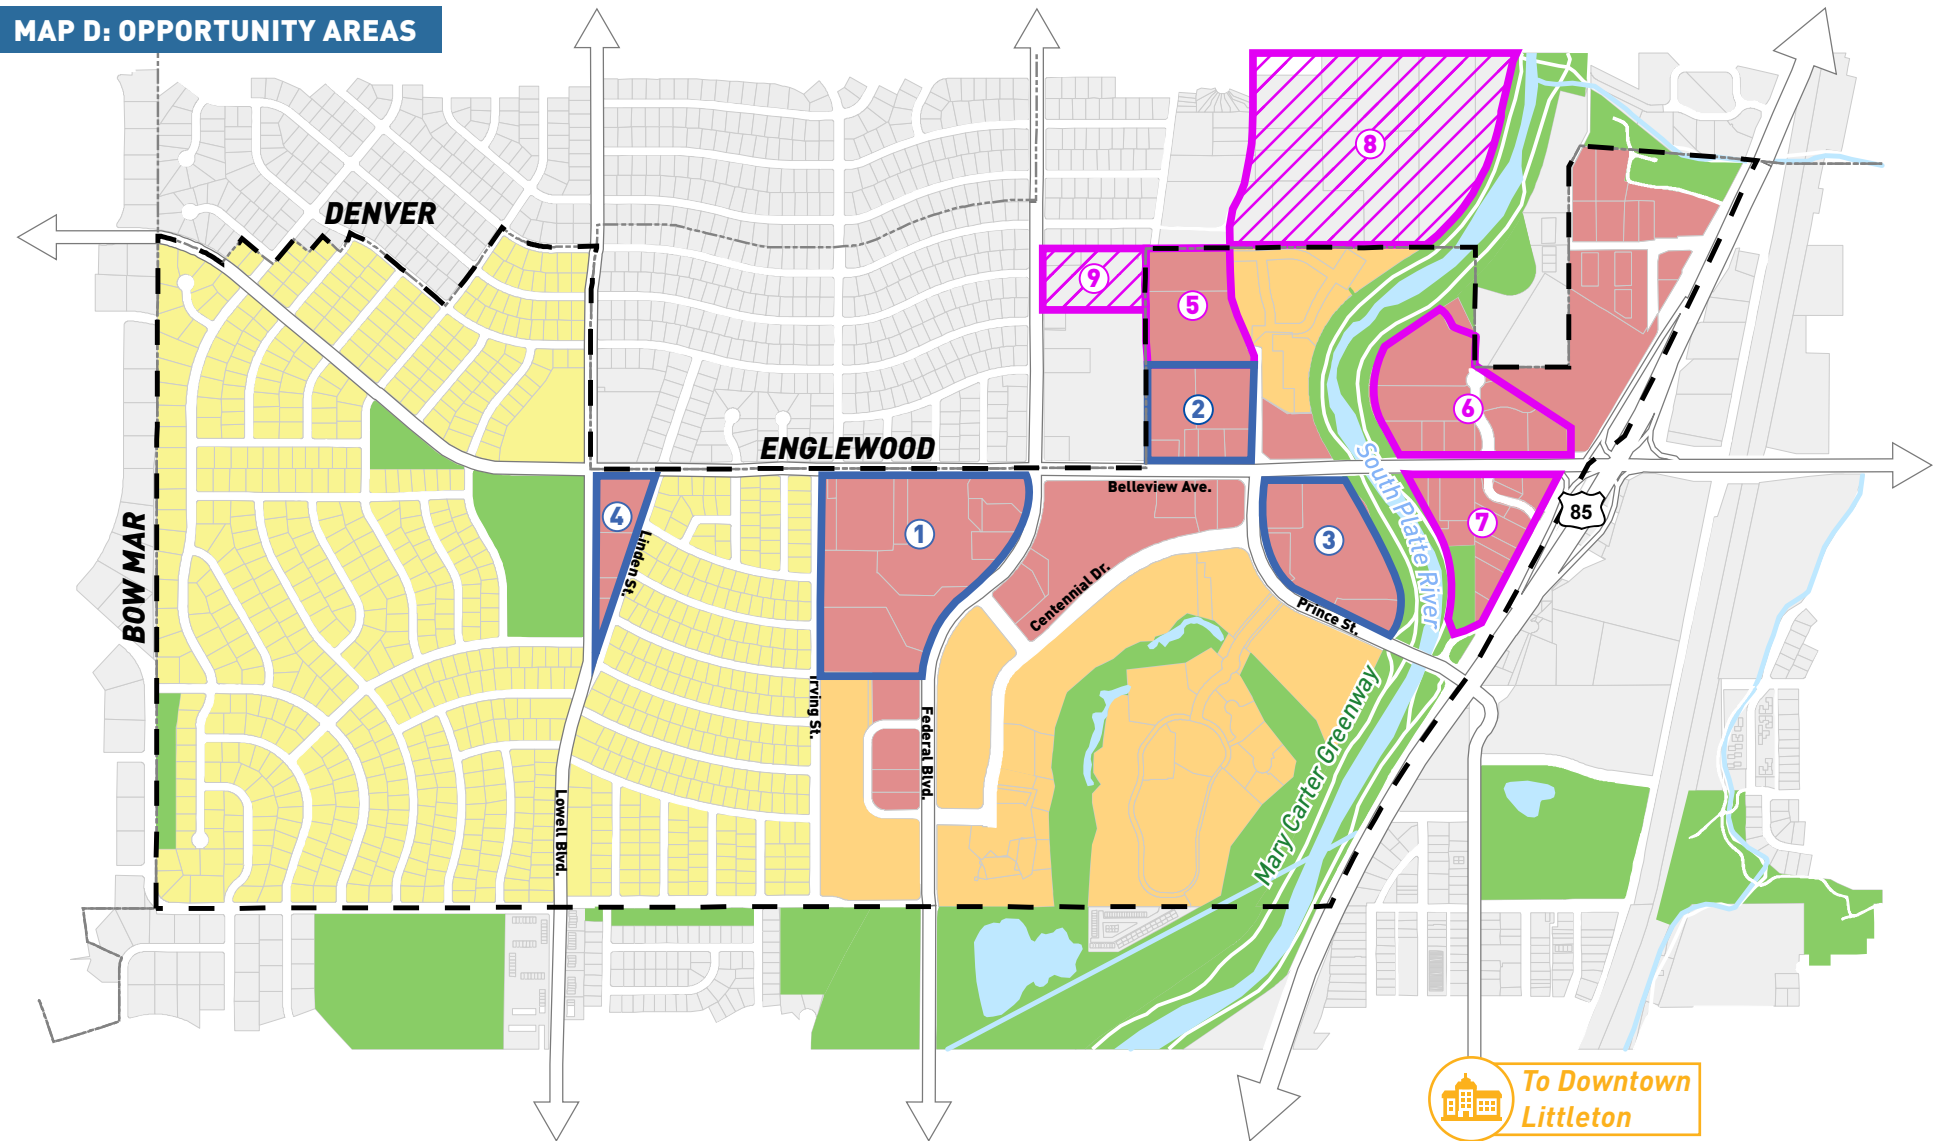 MAP D: OPPORTUNITY AREAS
8
DENVER
9
5
2
6
ENGLEWOOD
Belleview Ave.
South Platte River
85
4
1
3
7
Linden St.
BOW MAR
Centennial Dr.
Prince St.
Irving St.
Federal Blvd.
Mary Carter Greenway
Lowell Blvd.
To Downtown
Littleton